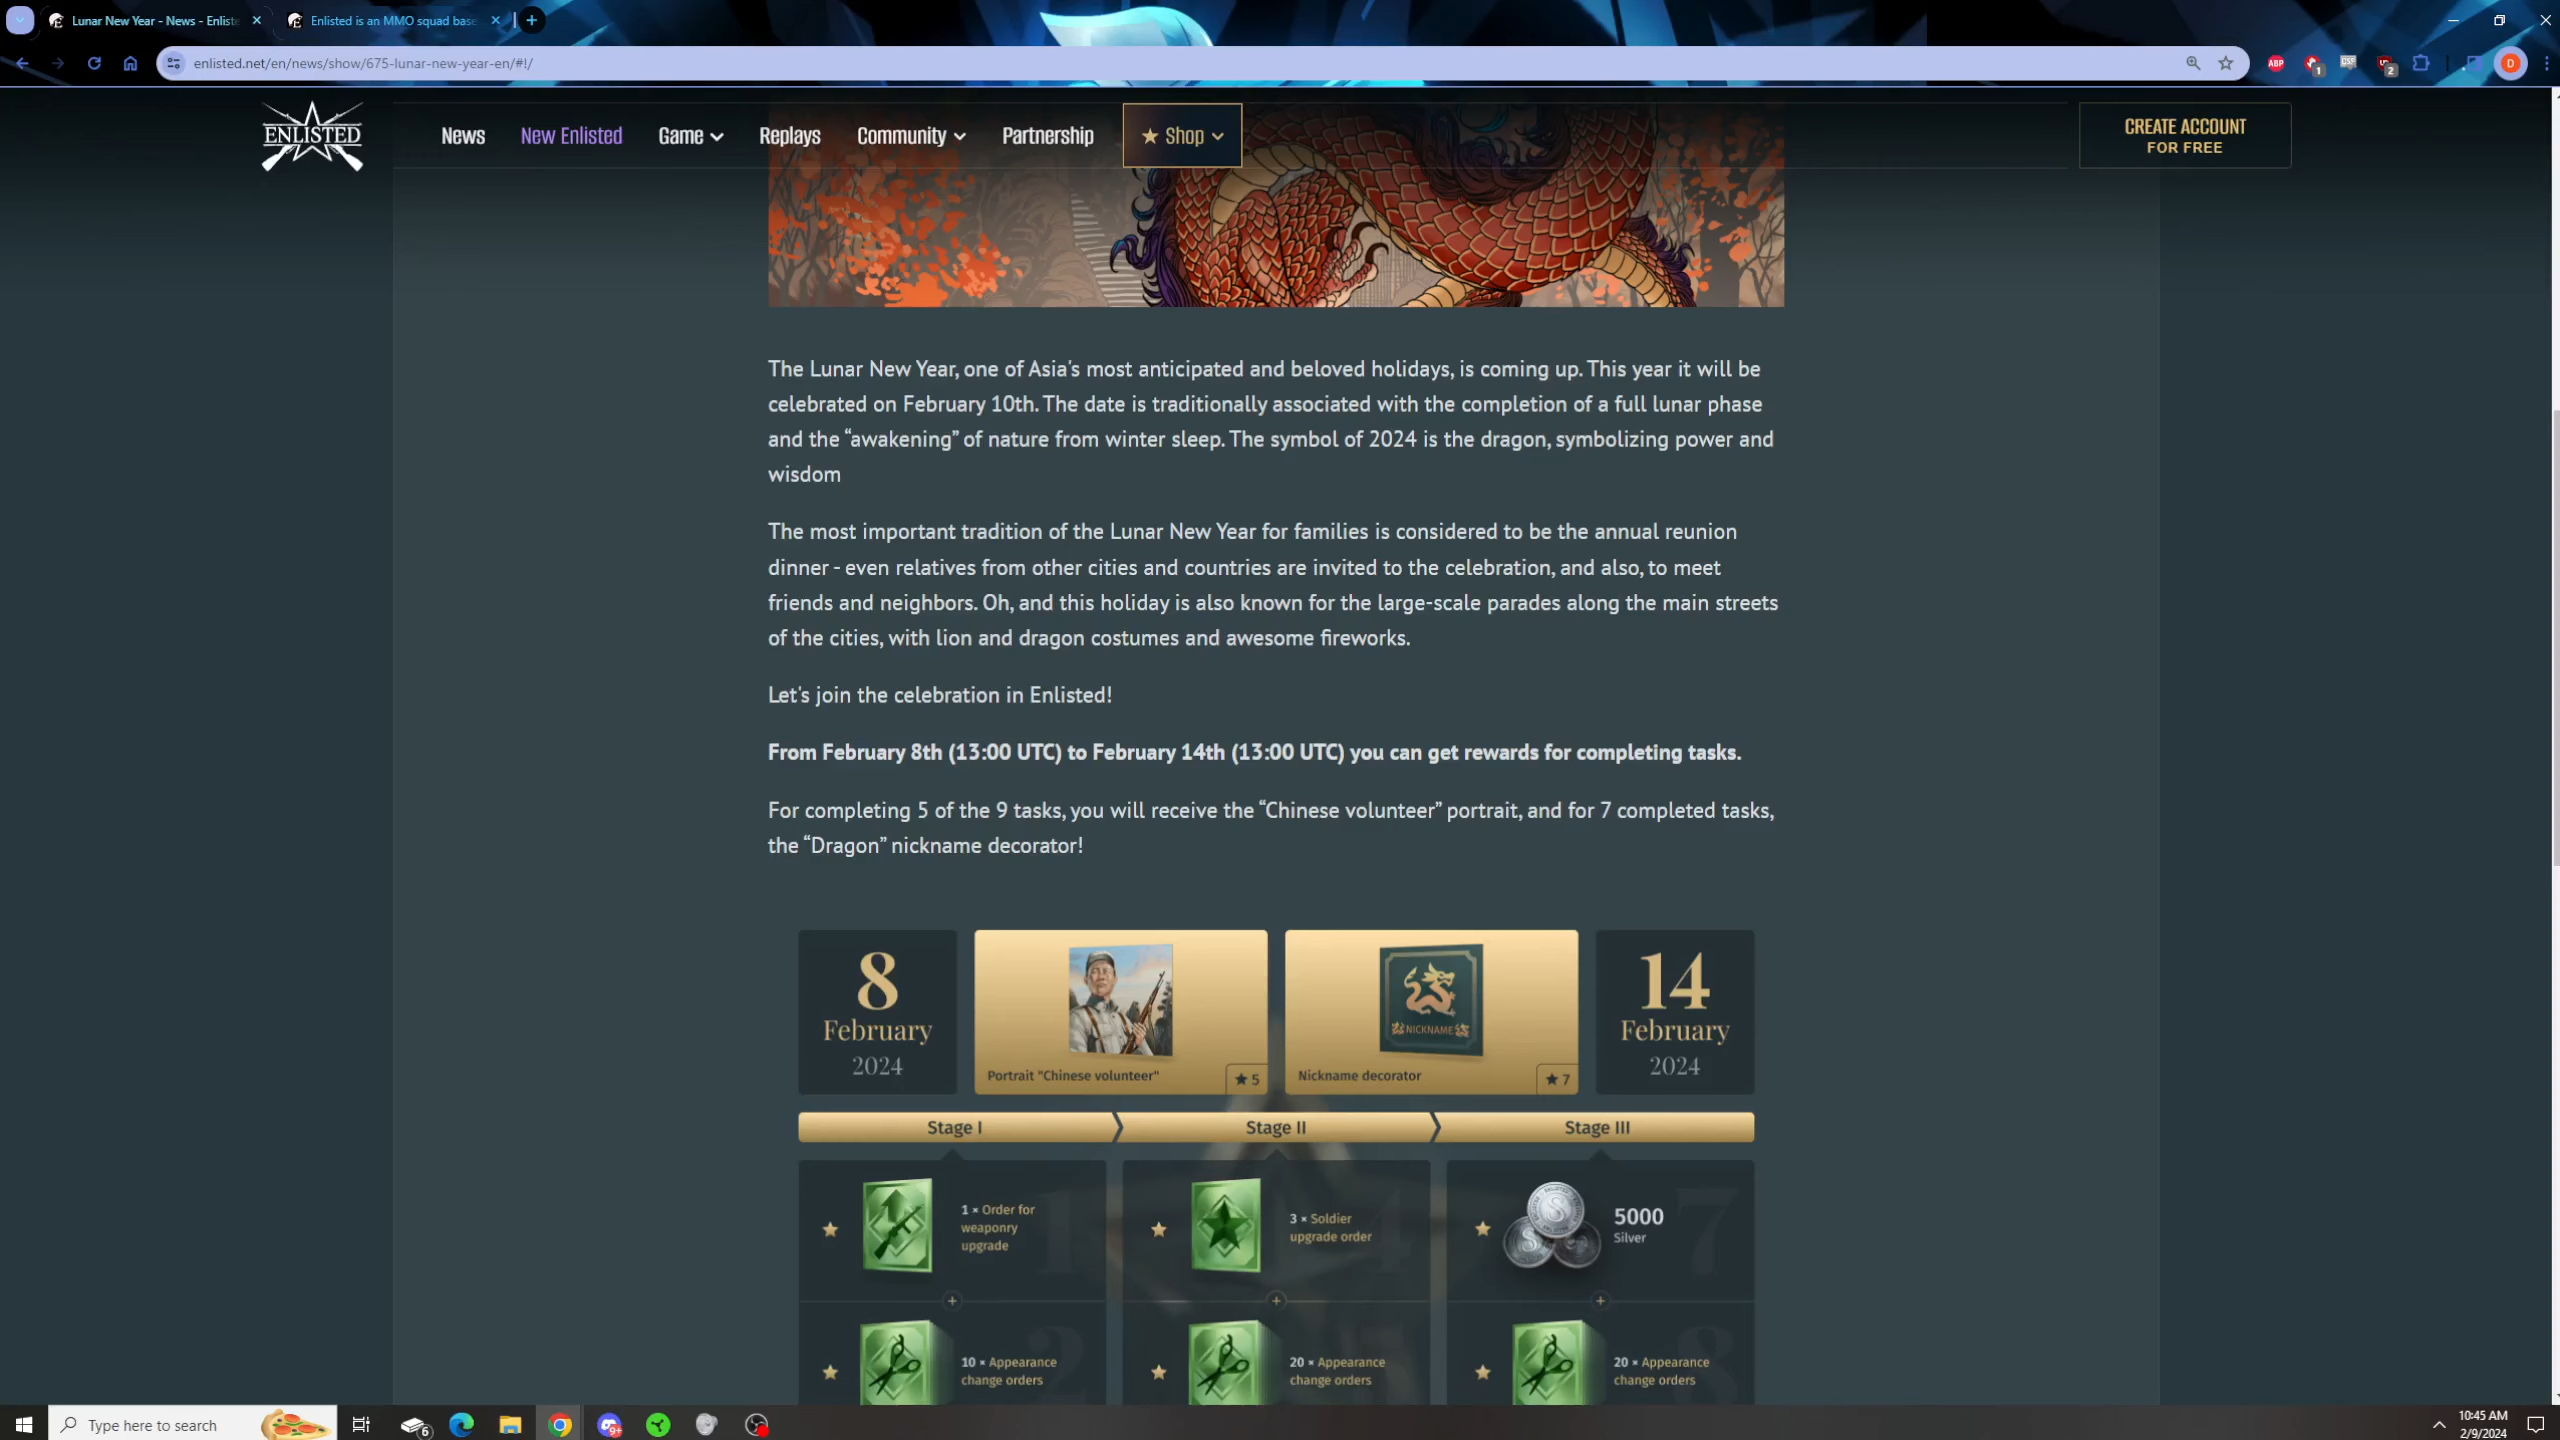 Lunar New Year - News - Enliste
Enlisted is an MMO squad base
enlisted.net/en/news/show/675-lunar-new-year-en/#!/
ABP
1
2
D
ENLISTED
News
New Enlisted
Game
Replays
Community
Partnership
Shop
CREATE ACCOUNT
FOR FREE
The Lunar New Year, one of Asia's most anticipated and beloved holidays, is coming up. This year it will be
celebrated on February 10th. The date is traditionally associated with the completion of a full lunar phase
and the “awakening” of nature from winter sleep. The symbol of 2024 is the dragon, symbolizing power and
wisdom
The most important tradition of the Lunar New Year for families is considered to be the annual reunion
dinner - even relatives from other cities and countries are invited to the celebration, and also, to meet
friends and neighbors. Oh, and this holiday is also known for the large-scale parades along the main streets
of the cities, with lion and dragon costumes and awesome fireworks.
Let's join the celebration in Enlisted!
From February 8th (13:00 UTC) to February 14th (13:00 UTC) you can get rewards for completing tasks.
For completing 5 of the 9 tasks, you will receive the “Chinese volunteer” portrait, and for 7 completed tasks,
the “Dragon” nickname decorator!
8
February
2024
Portrait "Chinese volunteer"
5
NICKNAME
Nickname decorator
7
14
February
2024
Stage I
Stage II
Stage III
1 × Order for
weaponry
upgrade
1
3 × Soldier
upgrade order
4
5000
Silver
7
10 × Appearance
change orders
2
20 × Appearance
change orders
20 × Appearance
change orders
8
Type here to search
6
9+
10:45 AM
2/9/2024